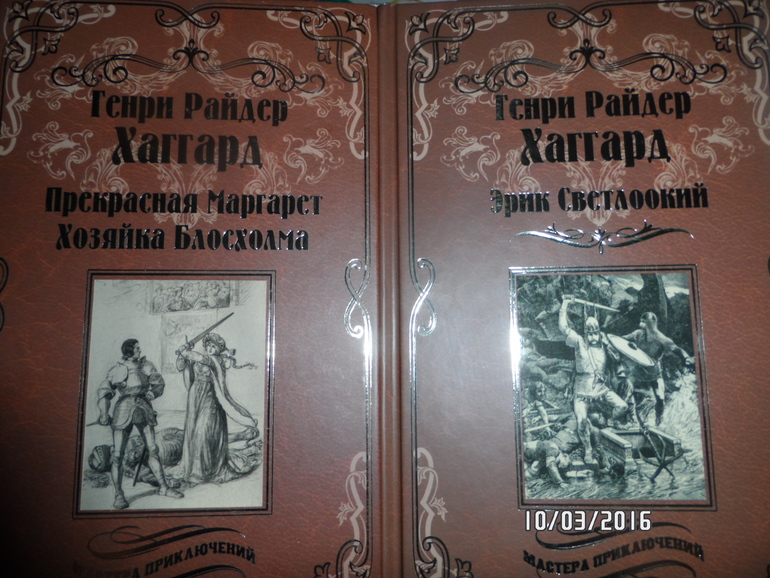 Генри Райдер
Хаггард
Прекрасная Маргарет
Хозяйка Блосхолма
Мастера приключений
Генри Райдер
Хаггард
Эрик Светлоокий
10/03/2016
Мастера приключений